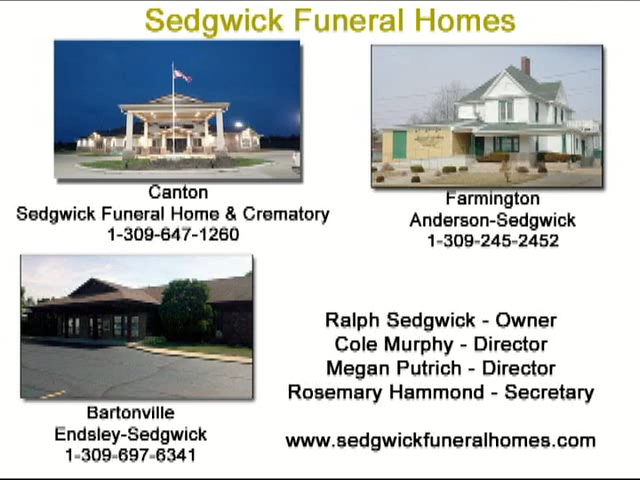 Sedgwick Funeral Homes
Canton
Sedgwick Funeral Home & Crematory
1-309-647-1260
Farmington
Anderson-Sedgwick
1-309-245-2452
Bartonville
Endsley-Sedgwick
1-309-697-6341
Ralph Sedgwick - Owner
Cole Murphy - Director
Megan Putrich - Director
Rosemary Hammond - Secretary
www.sedgwickfuneralhomes.com